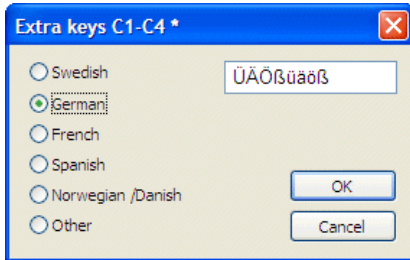 Extra keys C1-C4 *
Swedish
ÜÄÖßüäöß
German
French
Spanish
Norwegian /Danish
OK
Other
Cancel